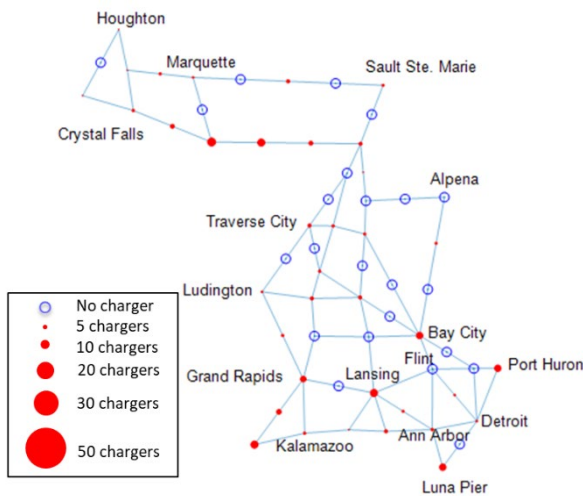 Houghton
Marquette
Sault Ste. Marie
Crystal Falls
Alpena
Traverse City
Ludington
Bay City
Flint
Port Huron
Grand Rapids
Lansing
Detroit
Kalamazoo
Ann Arbor
Luna Pier
No charger
5 chargers
10 chargers
20 chargers
30 chargers
50 chargers